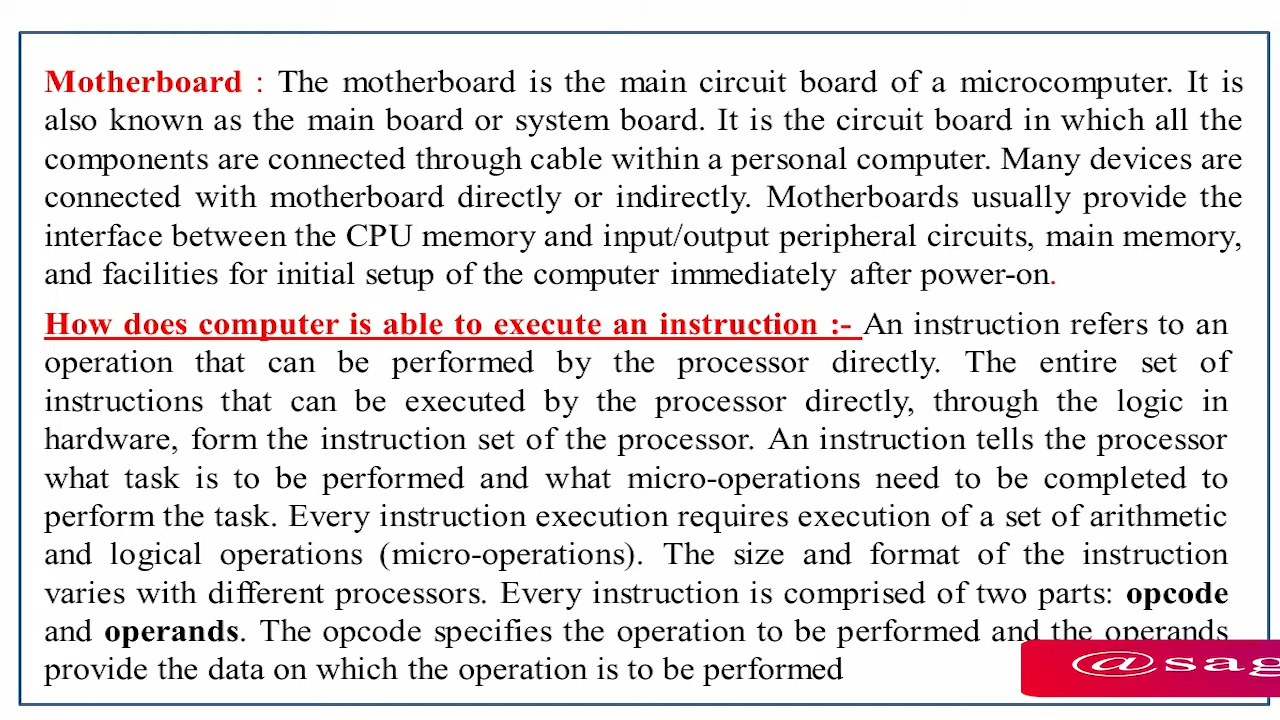 Motherboard : The motherboard is the main circuit board of a microcomputer. It is
also known as the main board or system board. It is the circuit board in which all the
components are connected through cable within a personal computer. Many devices are
connected with motherboard directly or indirectly. Motherboards usually provide the
interface between the CPU memory and input/output peripheral circuits, main memory,
and facilities for initial setup of the computer immediately after power-on.
How does computer is able to execute an instruction :- An instruction refers to an
operation that can be performed by the processor directly. The entire set of
instructions that can be executed by the processor directly, through the logic in
hardware, form the instruction set of the processor. An instruction tells the processor
what task is to be performed and what micro-operations need to be completed to
perform the task. Every instruction execution requires execution of a set of arithmetic
and logical operations (micro-operations). The size and format of the instruction
varies with different processors. Every instruction is comprised of two parts: opcode
and operands. The opcode specifies the operation to be performed and the operands
provide the data on which the operation is to be performed